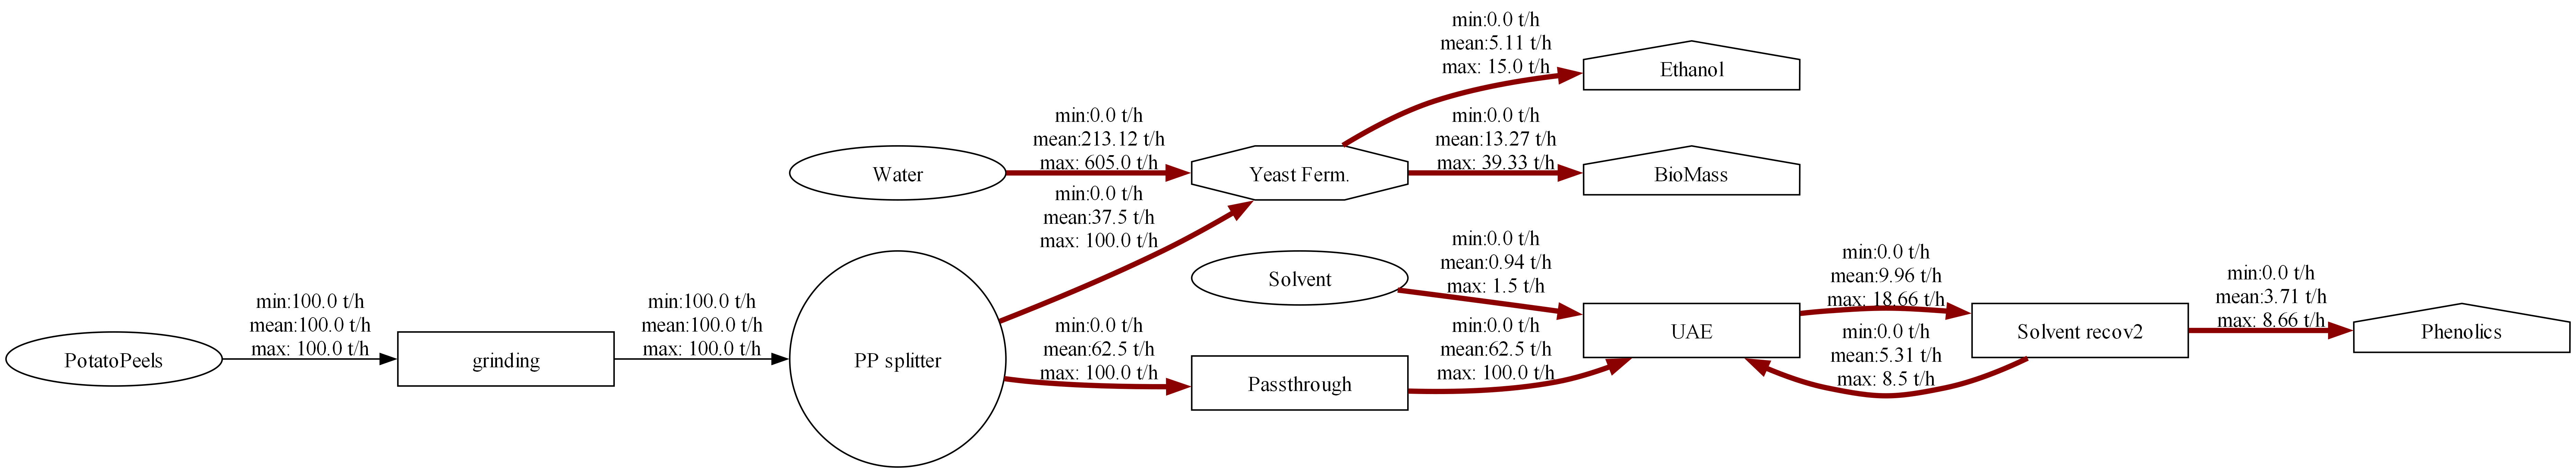 PotatoPeels
min:100.0 t/h
mean:100.0 t/h
max: 100.0 t/h
grinding
min:100.0 t/h
mean:100.0 t/h
max: 100.0 t/h
PP splitter
Water
min:0.0 t/h
mean:213.12 t/h
max: 605.0 t/h
min:0.0 t/h
mean:37.5 t/h
max: 100.0 t/h
Yeast Ferm.
min:0.0 t/h
mean:5.11 t/h
max: 15.0 t/h
Ethanol
min:0.0 t/h
mean:13.27 t/h
max: 39.33 t/h
BioMass
min:0.0 t/h
mean:62.5 t/h
max: 100.0 t/h
Passthrough
Solvent
min:0.0 t/h
mean:0.94 t/h
max: 1.5 t/h
min:0.0 t/h
mean:62.5 t/h
max: 100.0 t/h
UAE
min:0.0 t/h
mean:9.96 t/h
max: 18.66 t/h
min:0.0 t/h
mean:5.31 t/h
max: 8.5 t/h
Solvent recov2
min:0.0 t/h
mean:3.71 t/h
max: 8.66 t/h
Phenolics